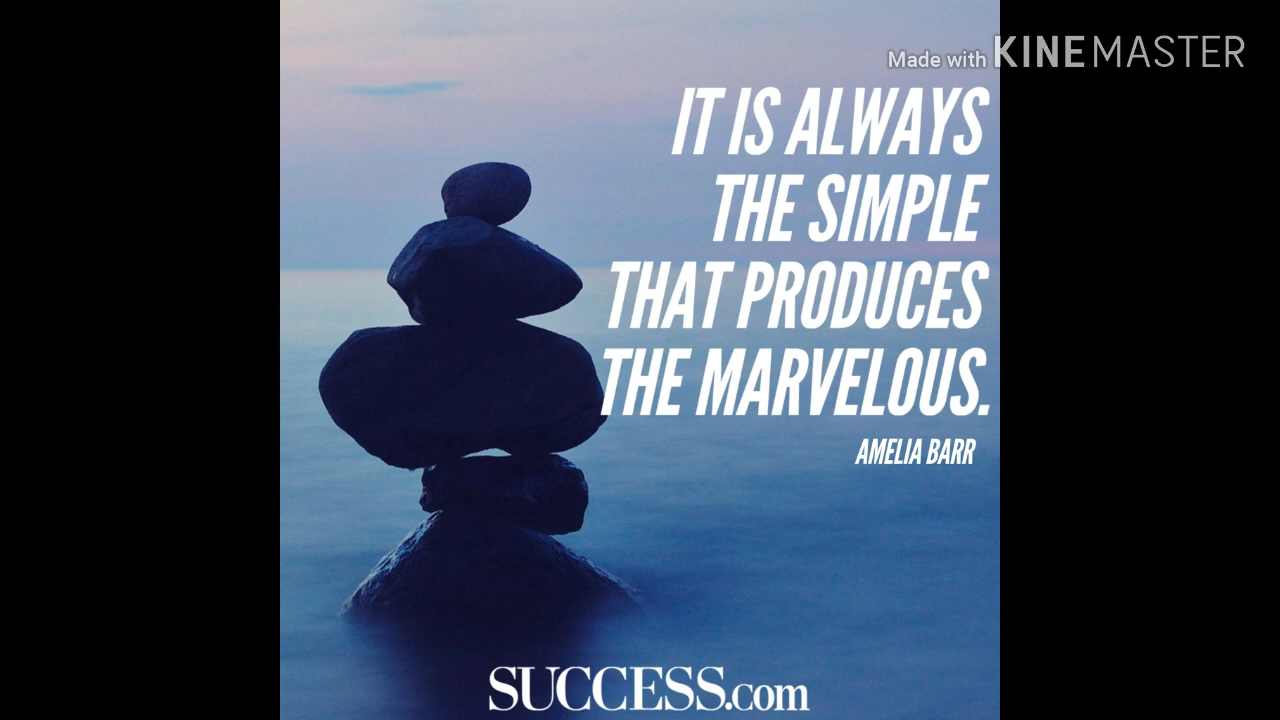 Made with KINEMASTER
IT IS ALWAYS
THE SIMPLE
THAT PRODUCES
THE MARVELOUS.
AMELIA BARR
SUCCESS.com